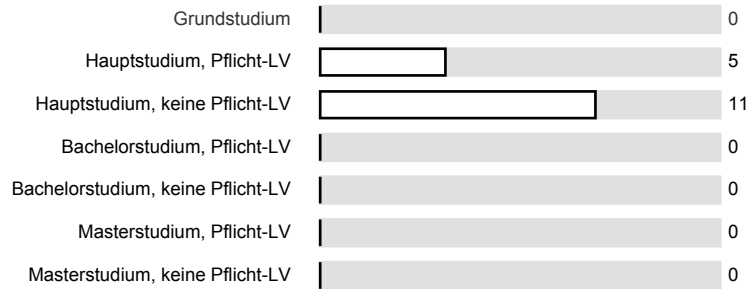 Grundstudium 0
Hauptstudium, Pflicht-LV 5
Hauptstudium, keine Pflicht-LV 11
Bachelorstudium, Pflicht-LV 0
Bachelorstudium, keine Pflicht-LV 0
Masterstudium, Pflicht-LV 0
Masterstudium, keine Pflicht-LV 0